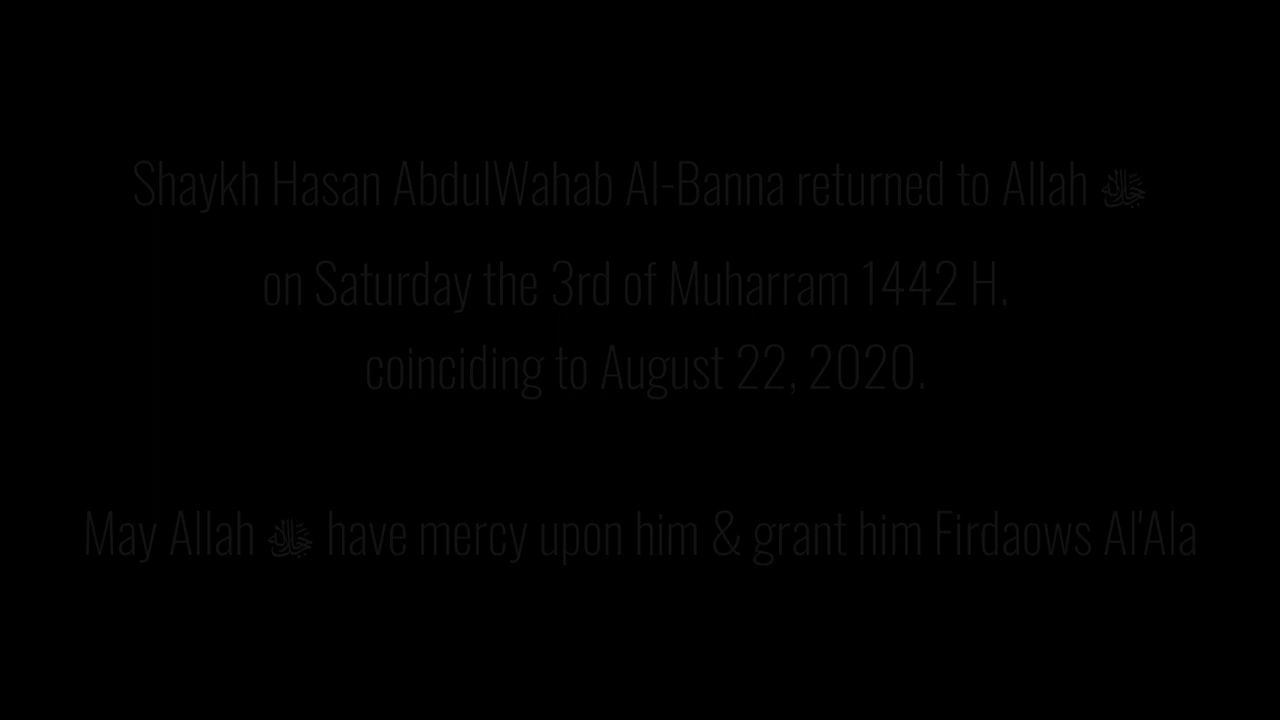 Shaykh Hasan AbdulWahab Al-Banna returned to Allah ﷻ
on Saturday the 3rd of Muharram 1442 H.
coinciding to August 22, 2020.
May Allah ﷻ have mercy upon him & grant him Firdaows Al'Ala